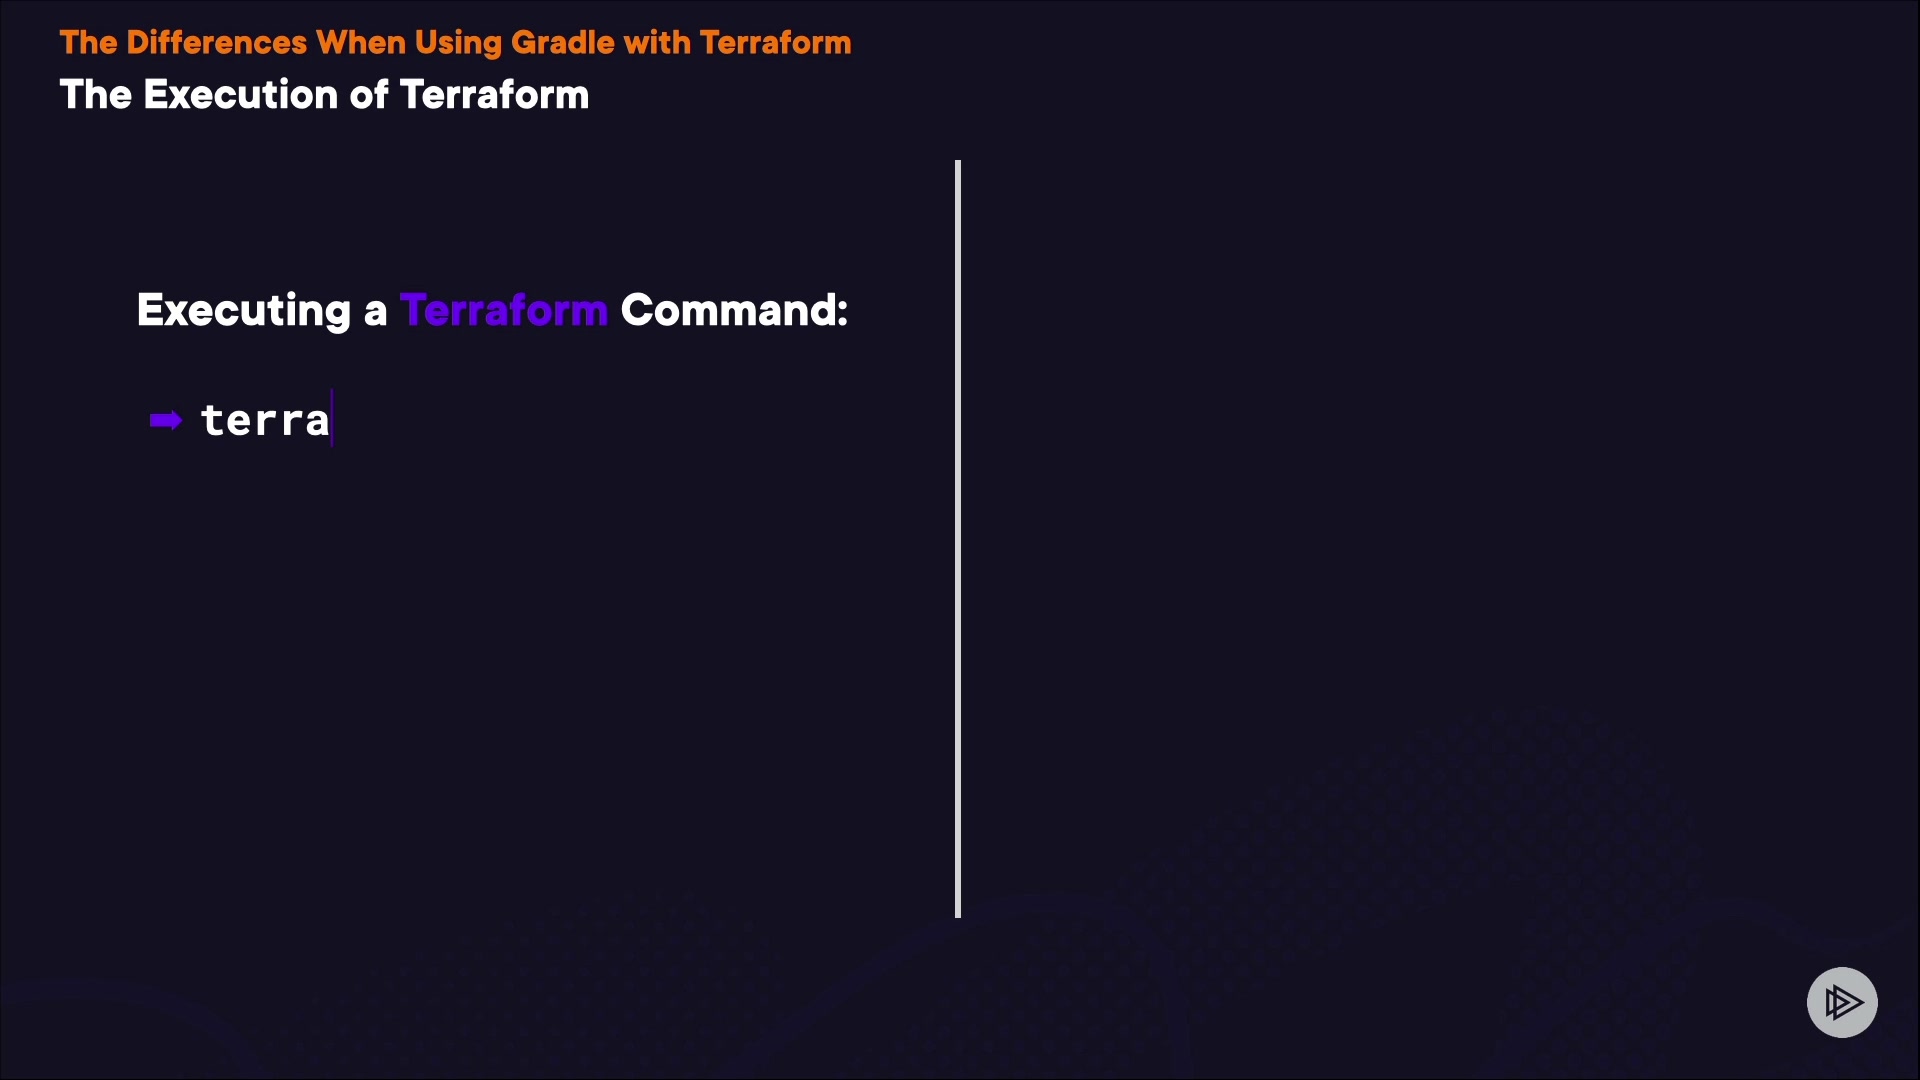 The Differences When Using Gradle with Terraform
The Execution of Terraform
Executing a Terraform Command:
➡ terra